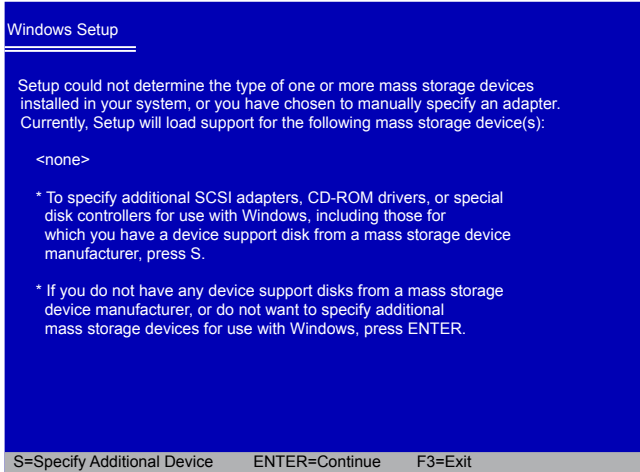 Windows Setup
Setup could not determine the type of one or more mass storage devices
installed in your system, or you have chosen to manually specify an adapter.
Currently, Setup will load support for the following mass storage device(s):
<none>
* To specify additional SCSI adapters, CD-ROM drivers, or special
disk controllers for use with Windows, including those for
which you have a device support disk from a mass storage device
manufacturer, press S.
* If you do not have any device support disks from a mass storage
device manufacturer, or do not want to specify additional
mass storage devices for use with Windows, press ENTER.
S=Specify Additional Device ENTER=Continue F3=Exit